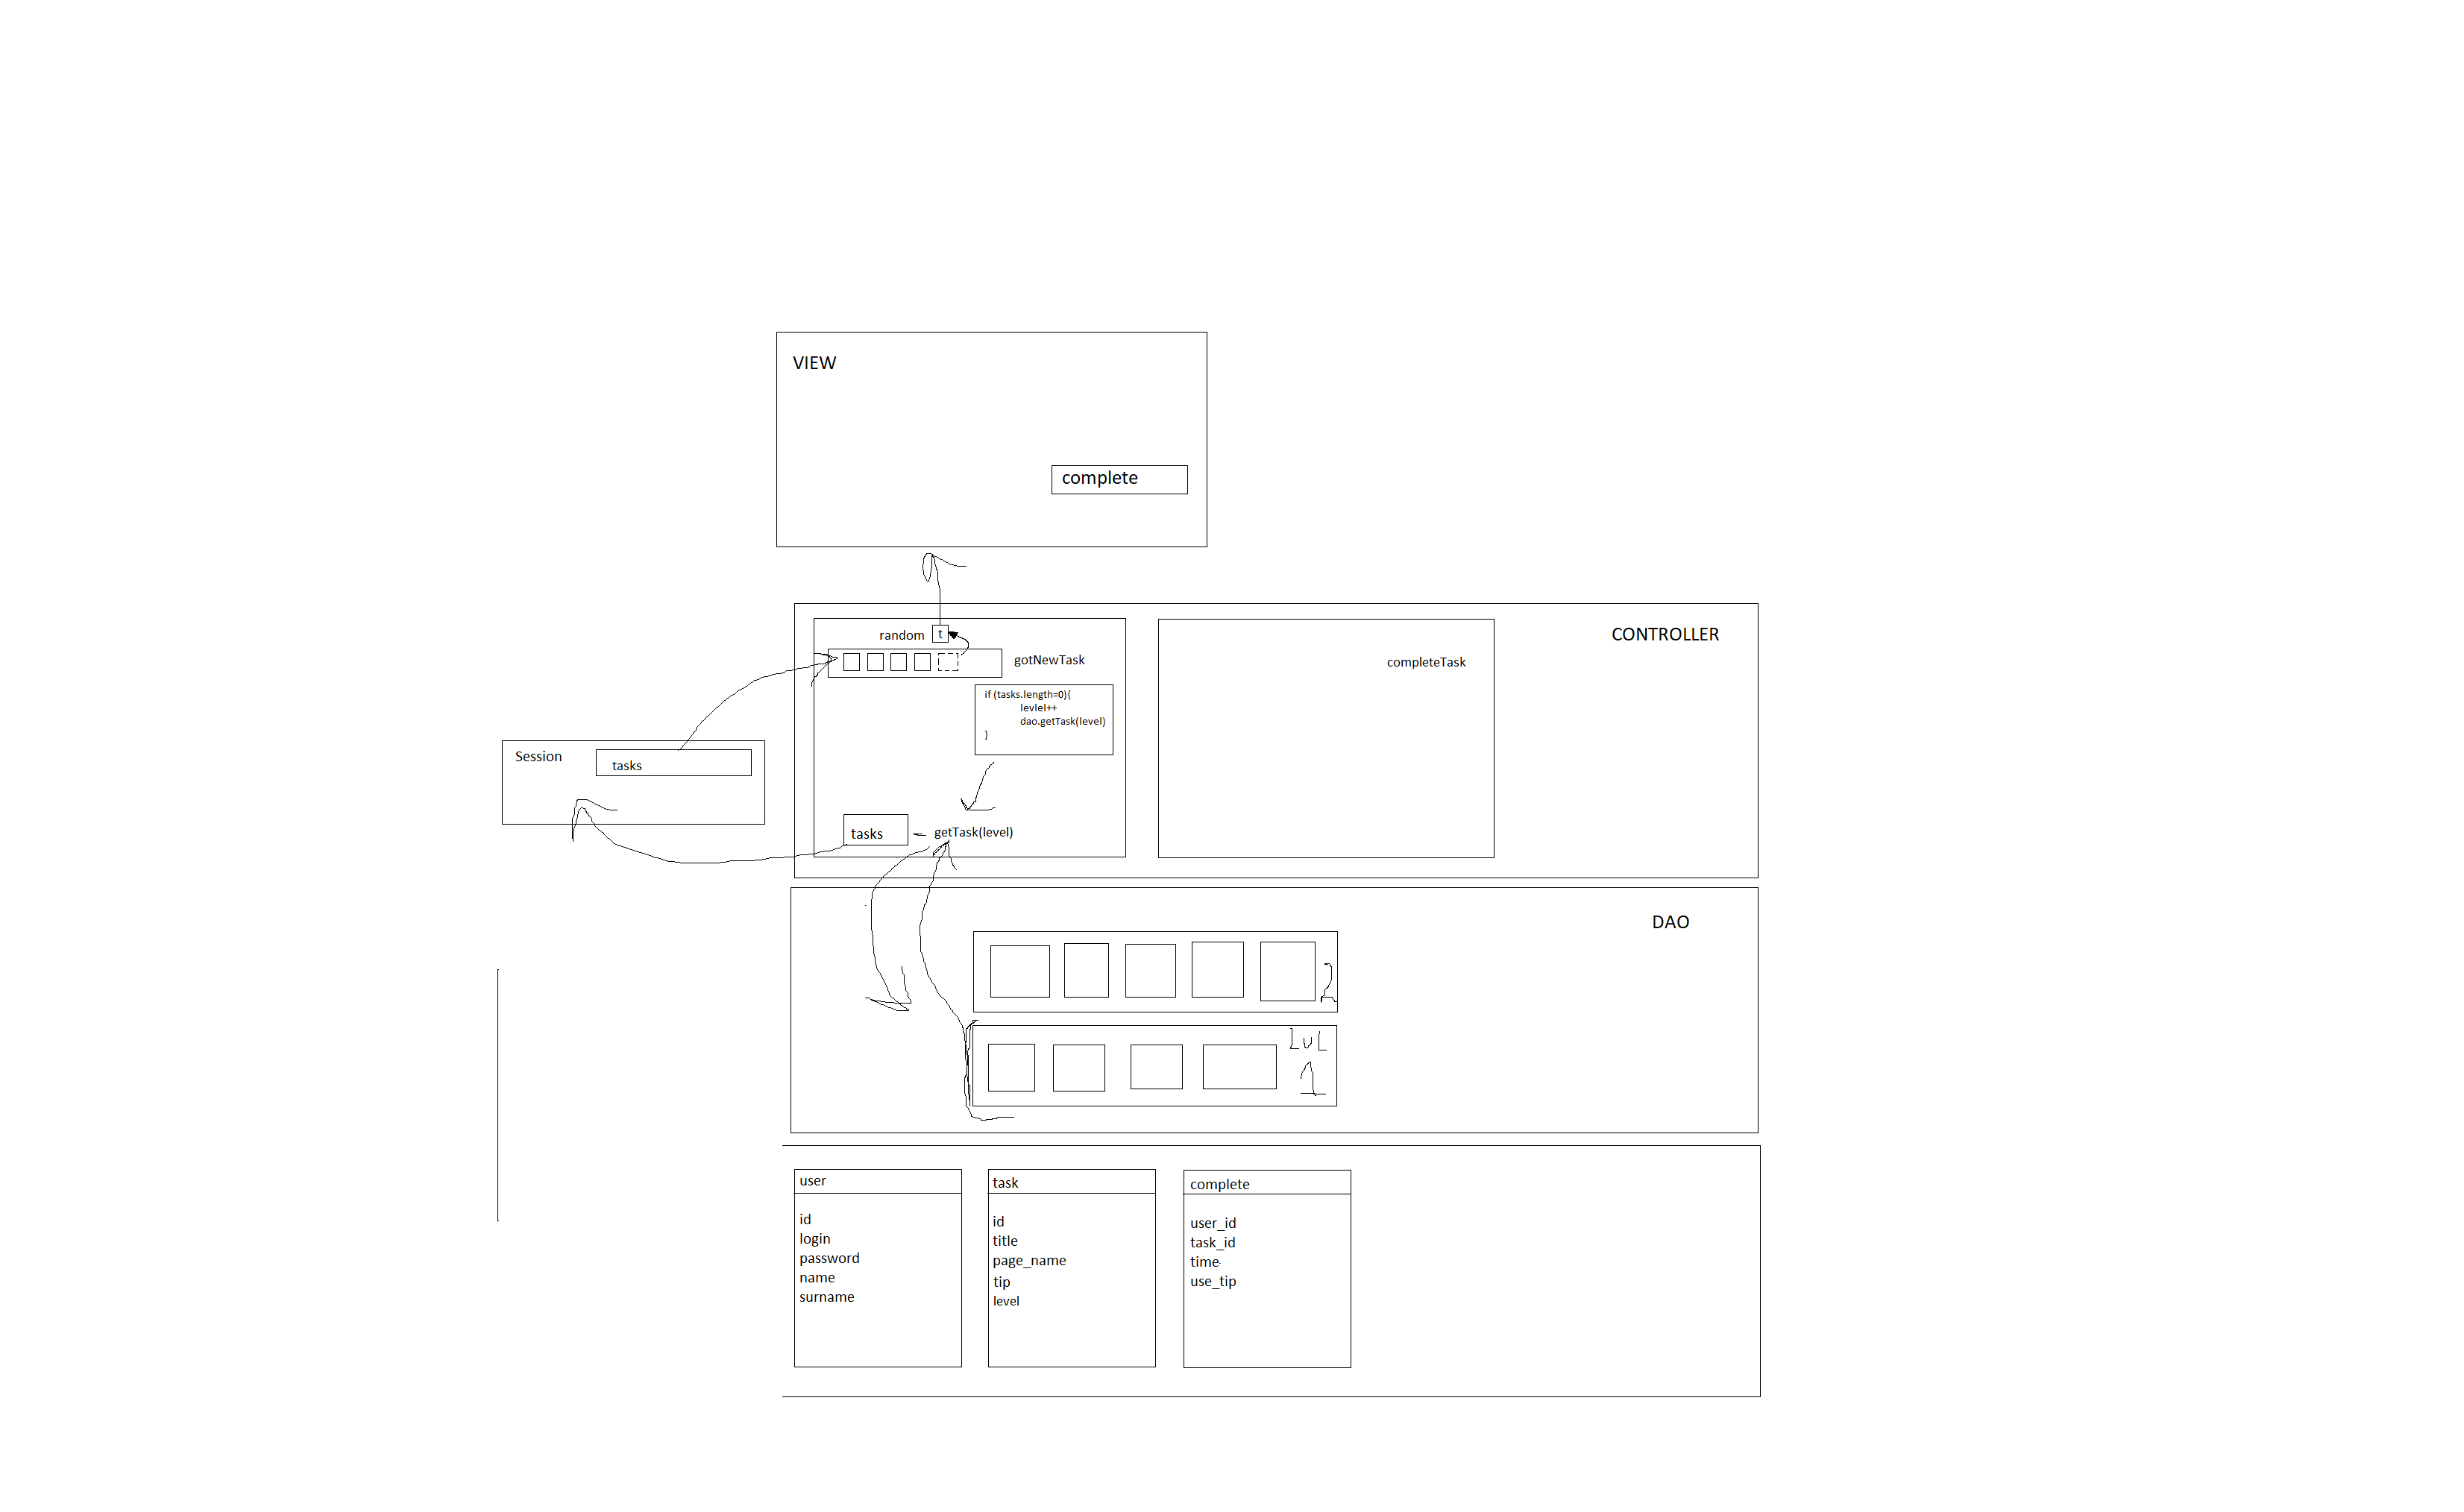 VIEW
complete
CONTROLLER
random t
gotNewTask
completeTask
if (tasks.length=0){
levlel++
dao.getTask(level)
}
Session
tasks
tasks
getTask(level)
DAO
2
LvL
1
user
id
login
password
name
surname
task
id
title
page_name
tip
level
complete
user_id
task_id
time
use_tip